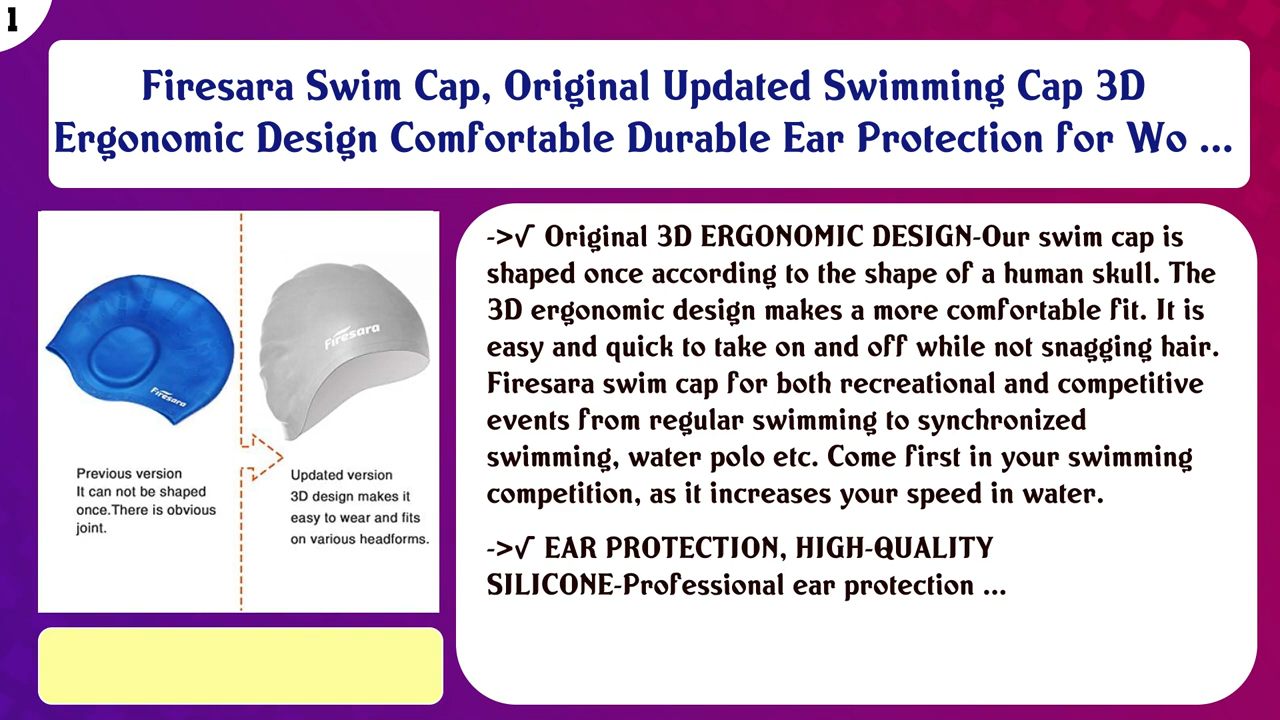 1
Firesara Swim Cap, Original Updated Swimming Cap 3D
Ergonomic Design Comfortable Durable Ear Protection for Wo ...
Firesara
Firesara
Previous version
It can not be shaped
once.There is obvious
joint.
Updated version
3D design makes it
easy to wear and fits
on various headforms.
->√ Original 3D ERGONOMIC DESIGN-Our swim cap is
shaped once according to the shape of a human skull. The
3D ergonomic design makes a more comfortable fit. It is
easy and quick to take on and off while not snagging hair.
Firesara swim cap for both recreational and competitive
events from regular swimming to synchronized
swimming, water polo etc. Come first in your swimming
competition, as it increases your speed in water.
->√ EAR PROTECTION, HIGH-QUALITY
SILICONE-Professional ear protection ...